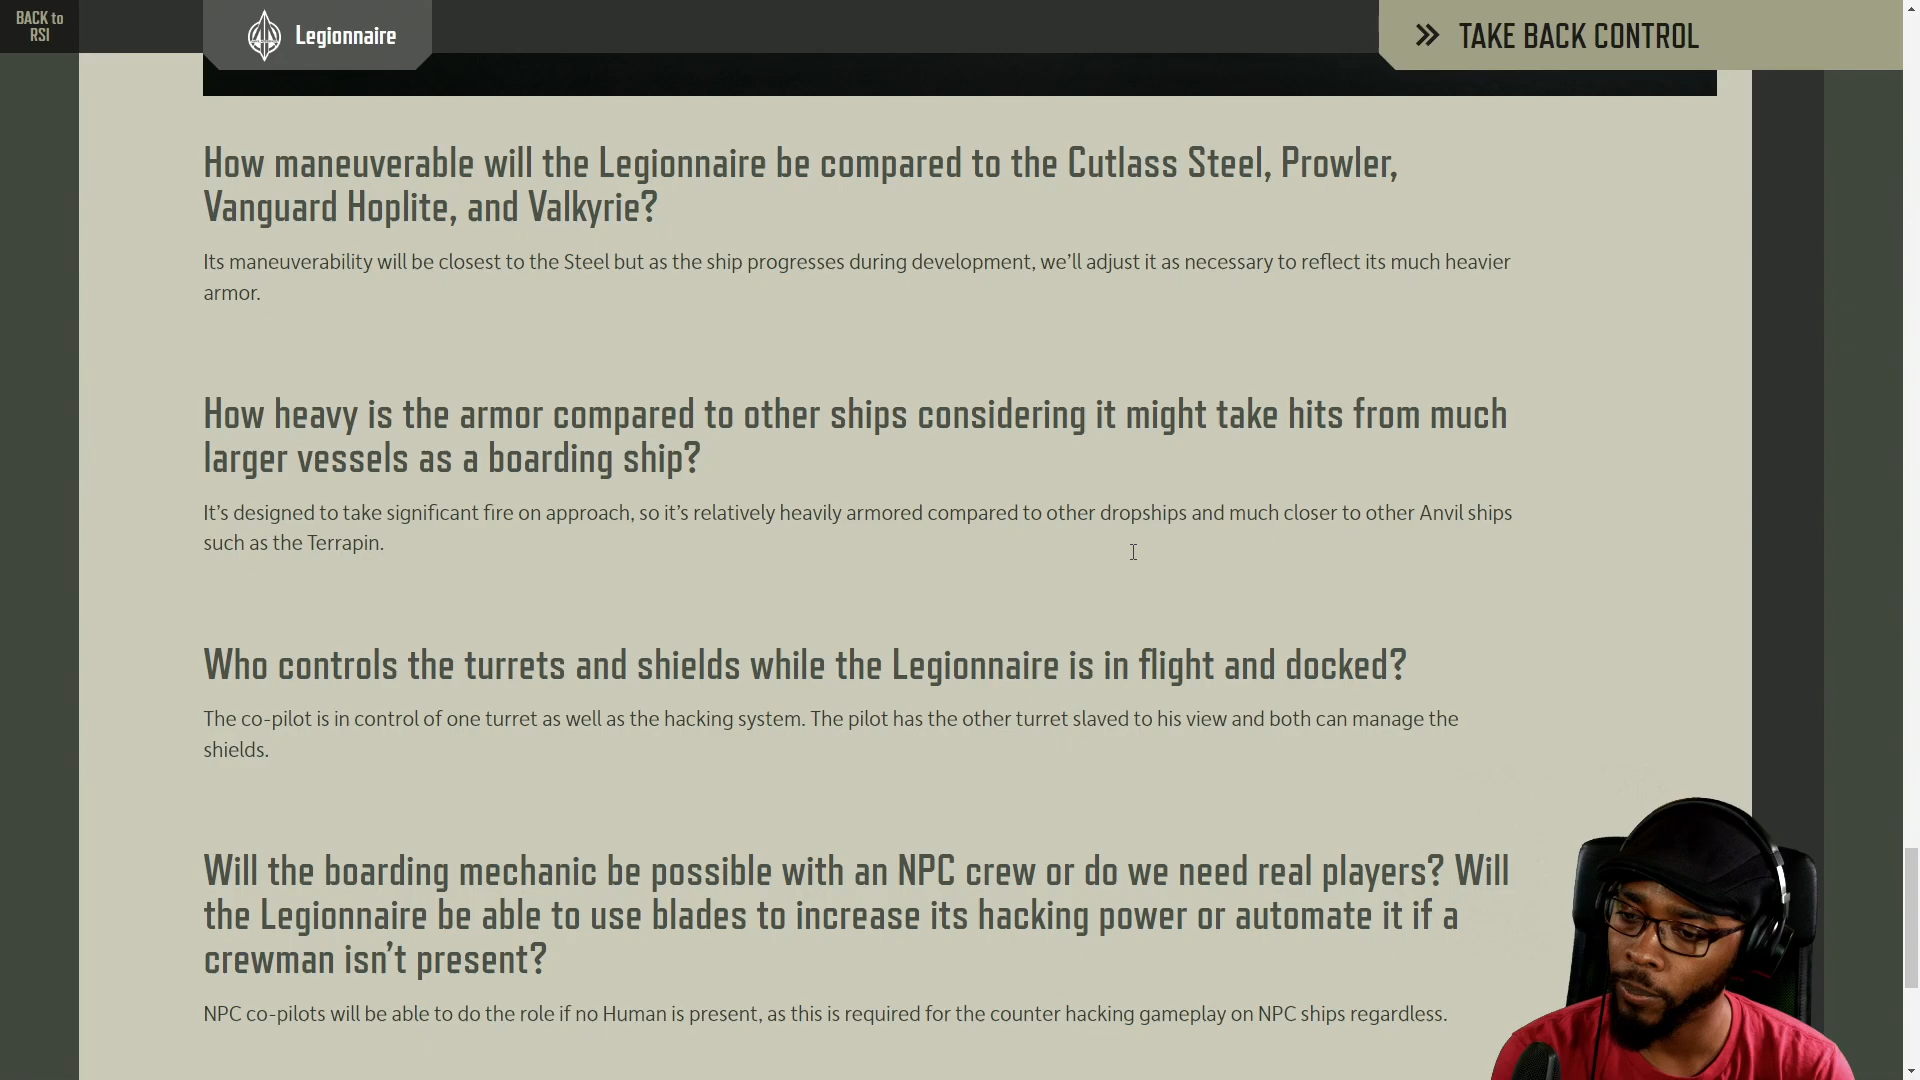 BACK to
RSI
Legionnaire
TAKE BACK CONTROL
How maneuverable will the Legionnaire be compared to the Cutlass Steel, Prowler,
Vanguard Hoplite, and Valkyrie?
Its maneuverability will be closest to the Steel but as the ship progresses during development, we’ll adjust it as necessary to reflect its much heavier
armor.
How heavy is the armor compared to other ships considering it might take hits from much
larger vessels as a boarding ship?
It’s designed to take significant fire on approach, so it’s relatively heavily armored compared to other dropships and much closer to other Anvil ships
such as the Terrapin.
Who controls the turrets and shields while the Legionnaire is in flight and docked?
The co-pilot is in control of one turret as well as the hacking system. The pilot has the other turret slaved to his view and both can manage the
shields.
Will the boarding mechanic be possible with an NPC crew or do we need real players? Will
the Legionnaire be able to use blades to increase its hacking power or automate it if a
crewman isn’t present?
NPC co-pilots will be able to do the role if no Human is present, as this is required for the counter hacking gameplay on NPC ships regardless.